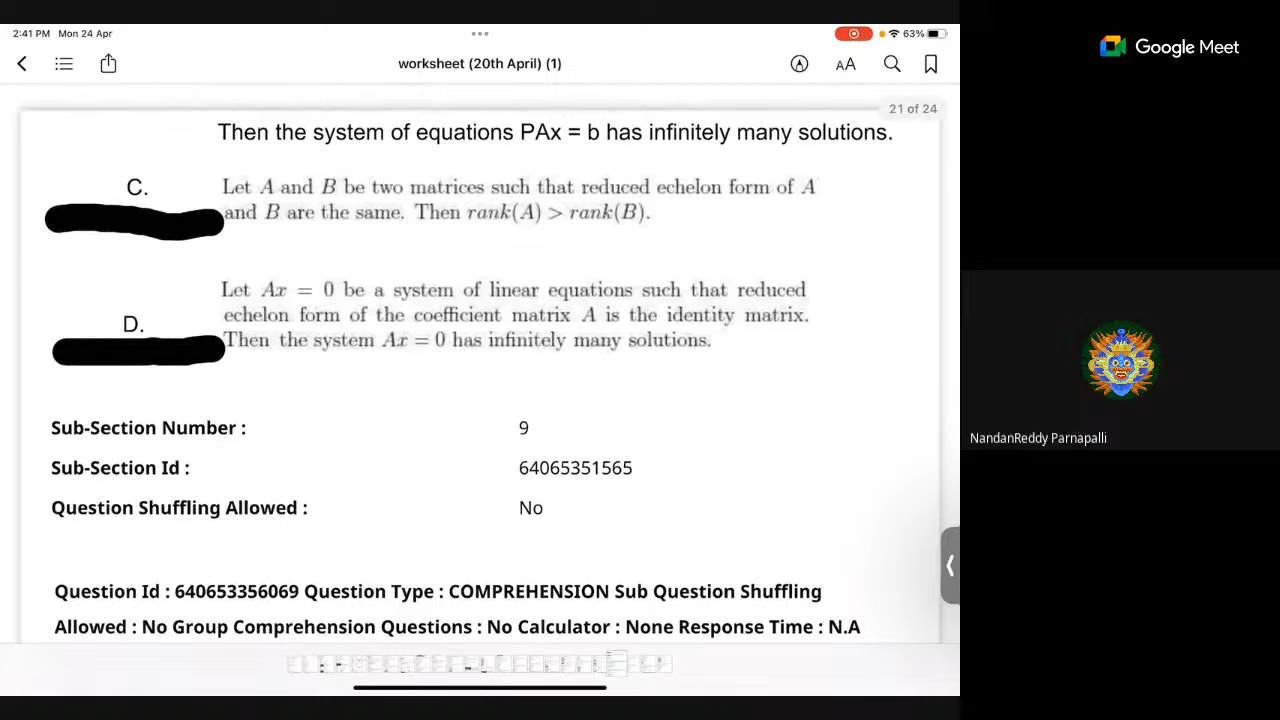 2:41 PM Mon 24 Apr
63%
worksheet (20th April) (1)
AA
Google Meet
21 of 24
Then the system of equations PAx = b has infinitely many solutions.
C.
Let A and B be two matrices such that reduced echelon form of A
and B are the same. Then rank(A) > rank(B).
D.
Let Ax = 0 be a system of linear equations such that reduced
echelon form of the coefficient matrix A is the identity matrix.
Then the system Ax = 0 has infinitely many solutions.
NandanReddy Parnapalli
Sub-Section Number : 9
Sub-Section Id : 64065351565
Question Shuffling Allowed : No
Question Id : 640653356069 Question Type : COMPREHENSION Sub Question Shuffling
Allowed : No Group Comprehension Questions : No Calculator : None Response Time : N.A